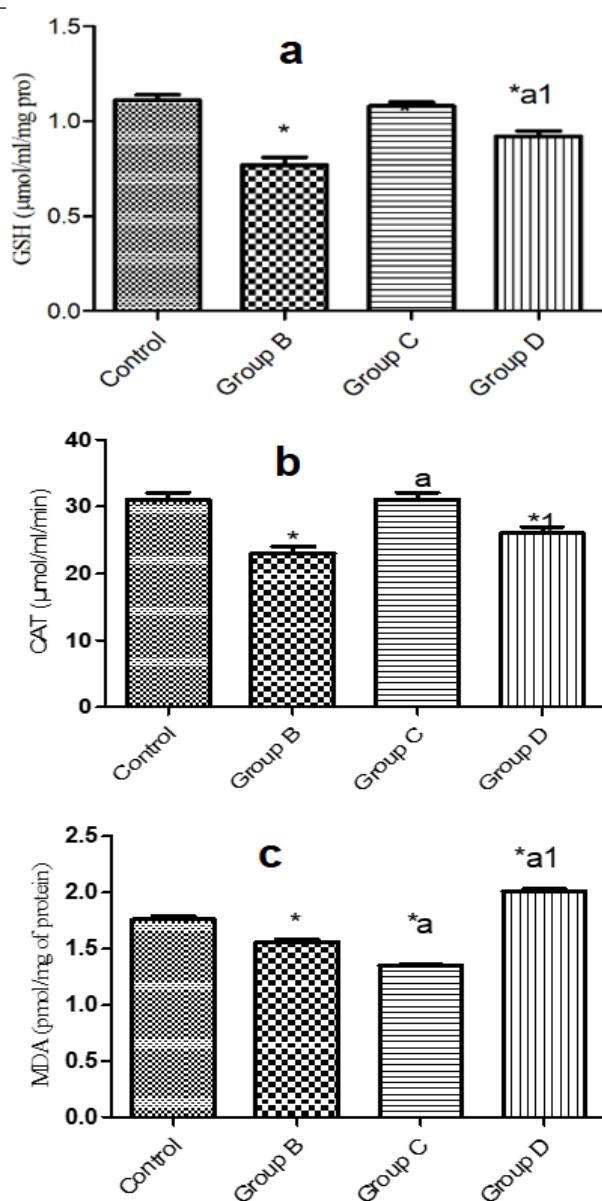 a
GSH (µmol/ml/mg pro)
1.5
1.0
0.5
0.0
*
*
*a1
Control
Group B
Group C
Group D
b
CAT (µmol/ml/min)
40
30
20
10
0
*
a
*1
Control
Group B
Group C
Group D
c
MDA (pmol/mg of protein)
2.5
2.0
1.5
1.0
0.5
0.0
*
*a
*a1
Control
Group B
Group C
Group D